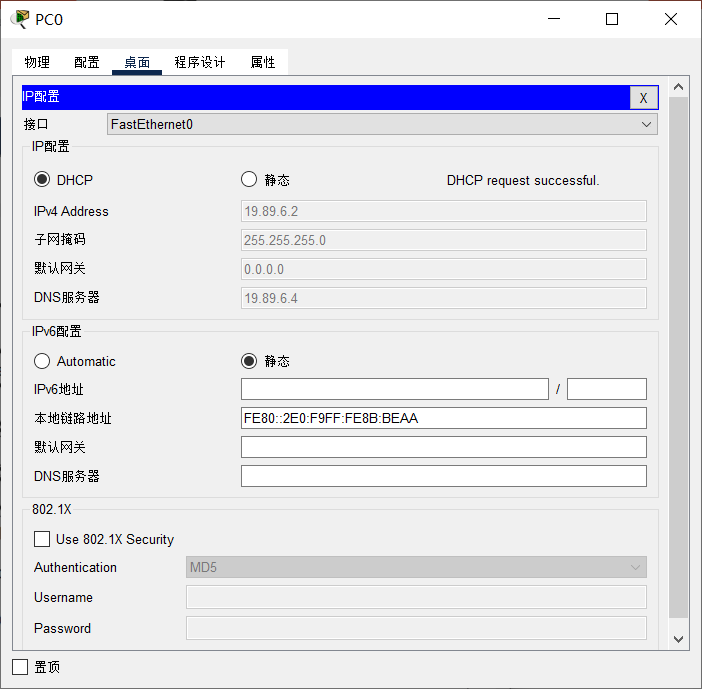 PC0
物理 配置 桌面 程序设计 属性
IP配置 X
接口 FastEthernet0
IP配置
DHCP 静态 DHCP request successful.
IPv4 Address 19.89.6.2
子网掩码 255.255.255.0
默认网关 0.0.0.0
DNS服务器 19.89.6.4
IPv6配置
Automatic 静态
IPv6地址 /
本地链路地址 FE80::2E0:F9FF:FE8B:BEAA
默认网关
DNS服务器
802.1X
Use 802.1X Security
Authentication MD5
Username
Password
置顶